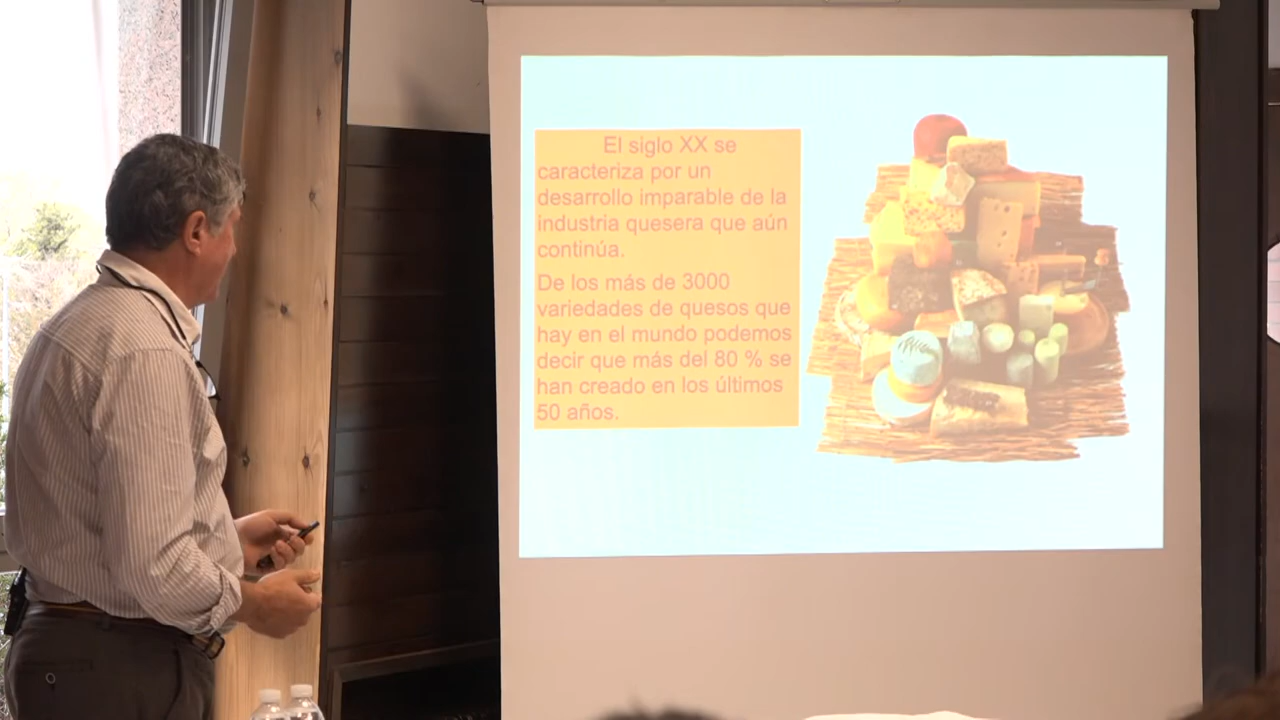 El siglo XX se
caracteriza por un
desarrollo imparable de la
industria quesera que aún
continúa.
De los más de 3000
variedades de quesos que
hay en el mundo podemos
decir que más del 80 % se
han creado en los últimos
50 años.